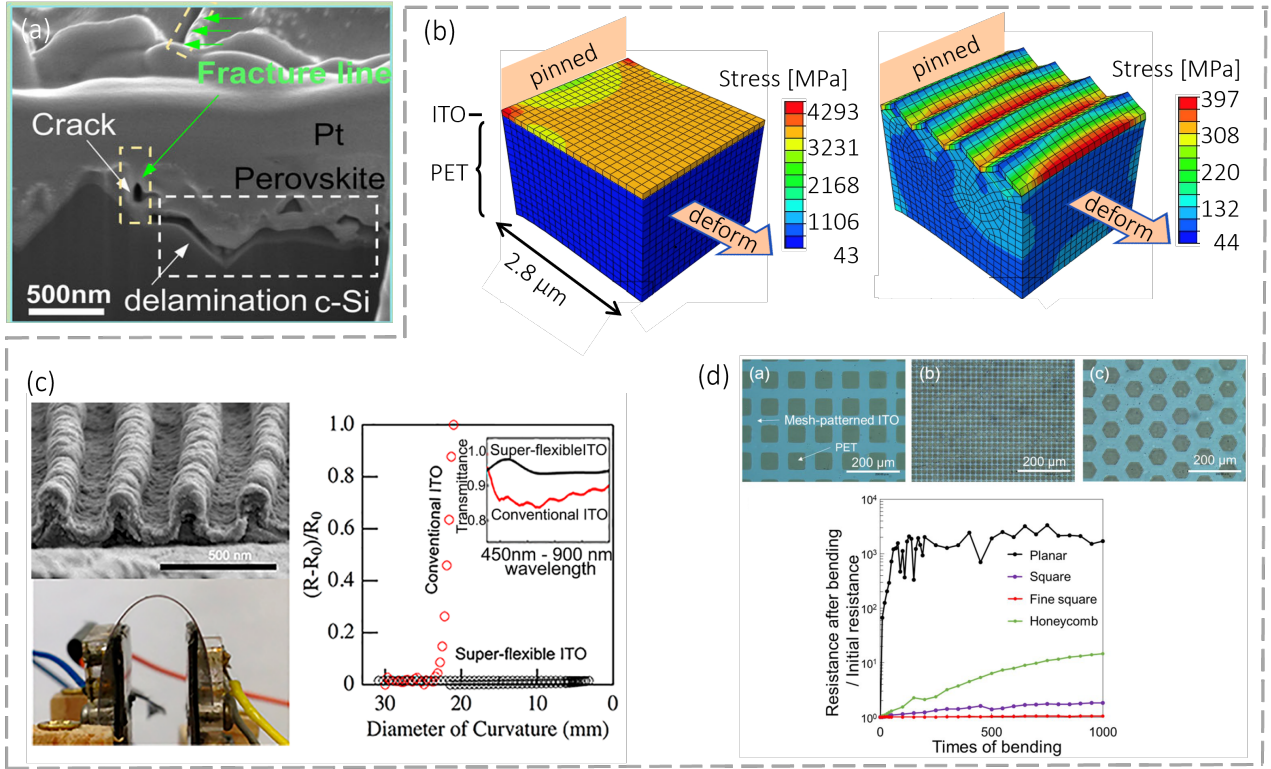 (a)
Fracture line
Crack
Pt
Perovskite
500nm
delamination c-Si
(b)
pinned
ITO
PET
Stress [MPa]
4293
3231
2168
1106
43
deform
2.8 µm
pinned
Stress [MPa]
397
308
220
132
44
deform
(c)
500 nm
(R-R0)/R0
1.0
0.8
0.6
0.4
0.2
0
Conventional ITO
Transmittance
1.0
0.9
0.8
Super-flexibleITO
Conventional ITO
450nm - 900 nm
wavelength
Super-flexible ITO
30
20
10
0
Diameter of Curvature (mm)
(d)
(a)
Mesh-patterned ITO
PET
200 µm
(b)
200 µm
(c)
200 µm
Resistance after bending
/ Initial resistance
10⁴
10³
10²
10¹
10⁰
Planar
Square
Fine square
Honeycomb
0
500
1000
Times of bending